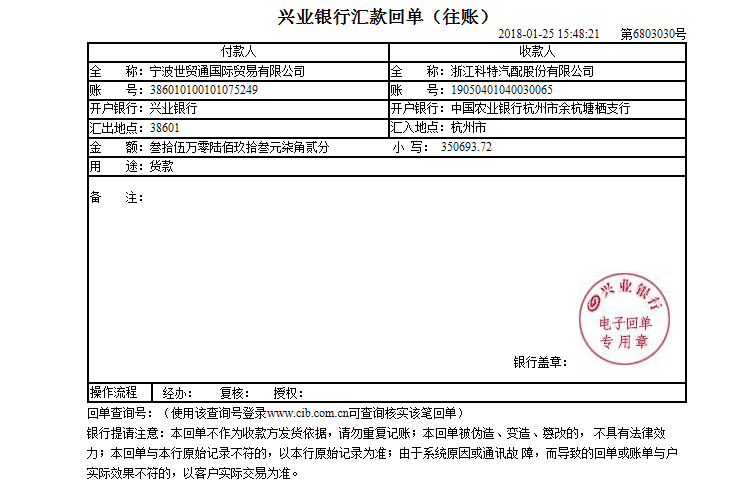 兴业银行汇款回单（往账）
2018-01-25 15:48:21 第6803030号
付款人 收款人
全 称：宁波世贸通国际贸易有限公司 全 称：浙江科特汽配股份有限公司
账 号：386010100101075249 账 号：19050401040030065
开户银行：兴业银行 开户银行：中国农业银行杭州市余杭塘栖支行
汇出地点：38601 汇入地点：杭州市
金 额：叁拾伍万零陆佰玖拾叁元柒角贰分 小 写： 350693.72
用 途：货款
备 注：
兴业银行
电子回单
专用章
银行盖章：
操作流程 经办： 复核： 授权：
回单查询号：（使用该查询号登录www.cib.com.cn可查询核实该笔回单）
银行提请注意：本回单不作为收款方发货依据，请勿重复记账；本回单被伪造、变造、篡改的， 不具有法律效
力；本回单与本行原始记录不符的，以本行原始记录为准；由于系统原因或通讯故 障，而导致的回单或账单与户
实际效果不符的，以客户实际交易为准。